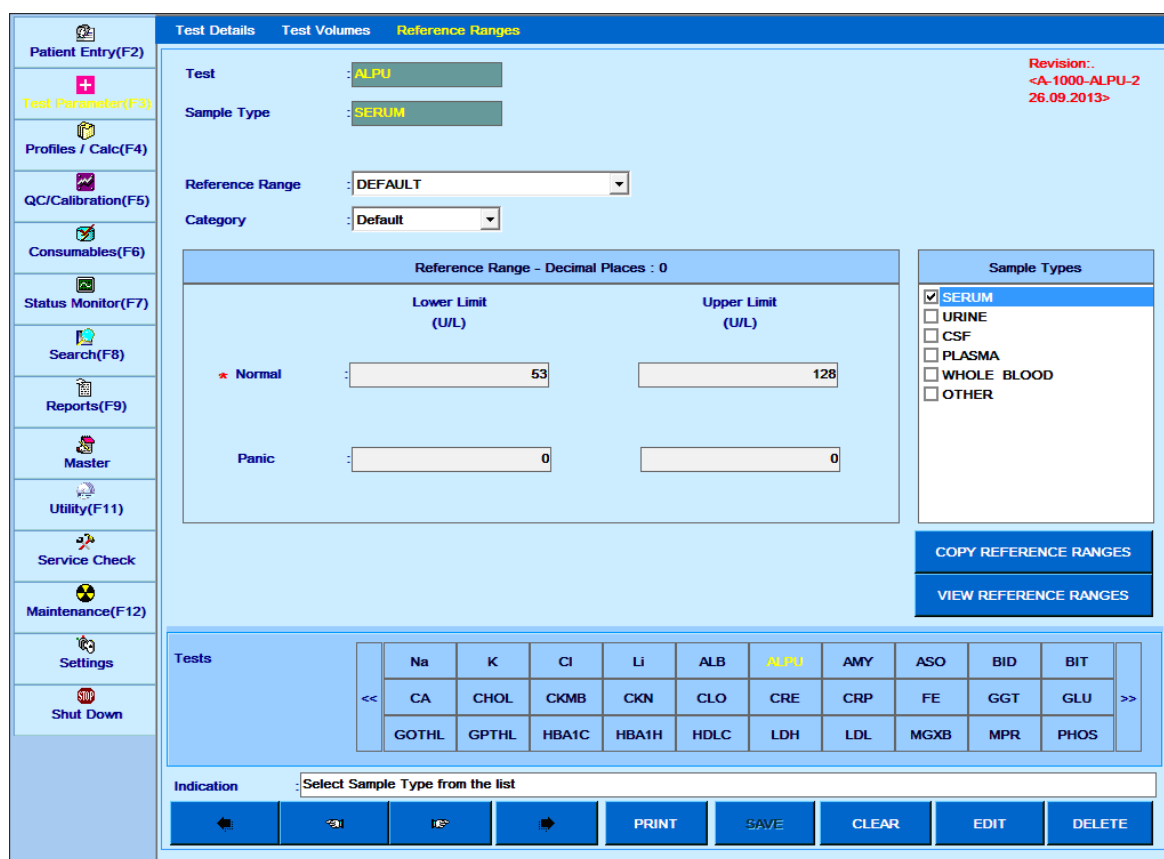 Patient Entry(F2)
Test Parameter(F3)
Profiles / Calc(F4)
QC/Calibration(F5)
Consumables(F6)
Status Monitor(F7)
Search(F8)
Reports(F9)
Master
Utility(F11)
Service Check
Maintenance(F12)
Settings
STOP
Shut Down
Test Details Test Volumes Reference Ranges
Test :ALPU
Revision:.
<A-1000-ALPU-2
26.09.2013>
Sample Type :SERUM
Reference Range :DEFAULT
Category :Default
Reference Range - Decimal Places : 0
Lower Limit Upper Limit
(U/L) (U/L)
* Normal : 53 128
Panic : 0 0
Sample Types
SERUM
URINE
CSF
PLASMA
WHOLE BLOOD
OTHER
COPY REFERENCE RANGES
VIEW REFERENCE RANGES
Tests
Na K Cl Li ALB ALPU AMY ASO BID BIT
<< CA CHOL CKMB CKN CLO CRE CRP FE GGT GLU >>
GOTHL GPTHL HBA1C HBA1H HDLC LDH LDL MGXB MPR PHOS
Indication :Select Sample Type from the list
PRINT SAVE CLEAR EDIT DELETE